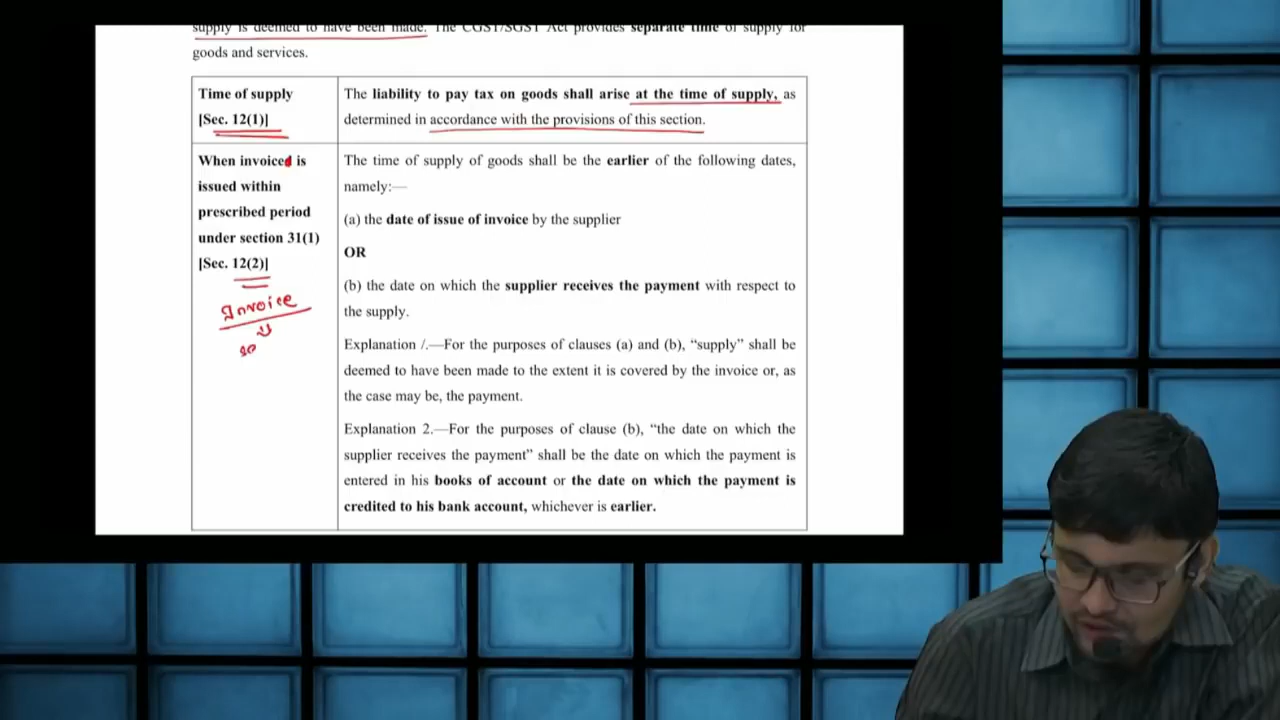 supply is deemed to have been made. The CGST/SGST Act provides separate time of supply for
goods and services.
Time of supply
[Sec. 12(1)]
The liability to pay tax on goods shall arise at the time of supply, as
determined in accordance with the provisions of this section.
When invoiced is
issued within
prescribed period
under section 31(1)
[Sec. 12(2)]
Invoice
The time of supply of goods shall be the earlier of the following dates,
namely:—
(a) the date of issue of invoice by the supplier
OR
(b) the date on which the supplier receives the payment with respect to
the supply.
Explanation 1.—For the purposes of clauses (a) and (b), “supply” shall be
deemed to have been made to the extent it is covered by the invoice or, as
the case may be, the payment.
Explanation 2.—For the purposes of clause (b), “the date on which the
supplier receives the payment” shall be the date on which the payment is
entered in his books of account or the date on which the payment is
credited to his bank account, whichever is earlier.